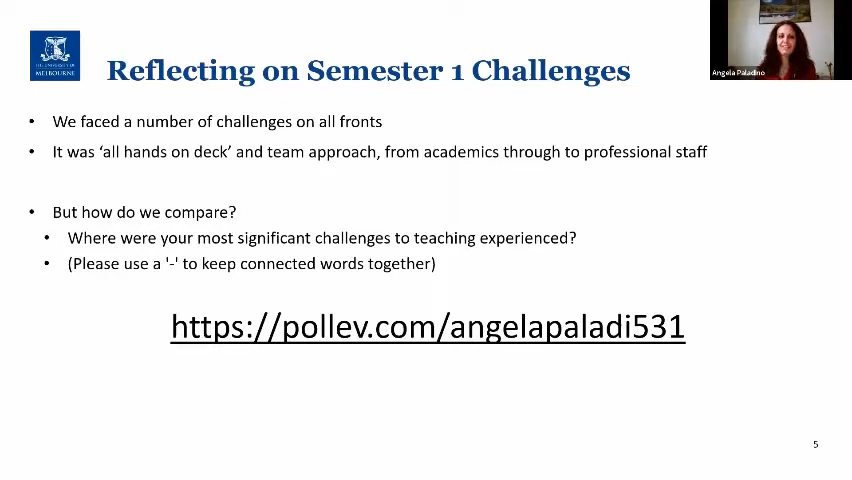 THE UNIVERSITY OF
MELBOURNE
Reflecting on Semester 1 Challenges
Angela Paladino
• We faced a number of challenges on all fronts
• It was ‘all hands on deck’ and team approach, from academics through to professional staff
• But how do we compare?
• Where were your most significant challenges to teaching experienced?
• (Please use a '-' to keep connected words together)
https://pollev.com/angelapaladi531
5